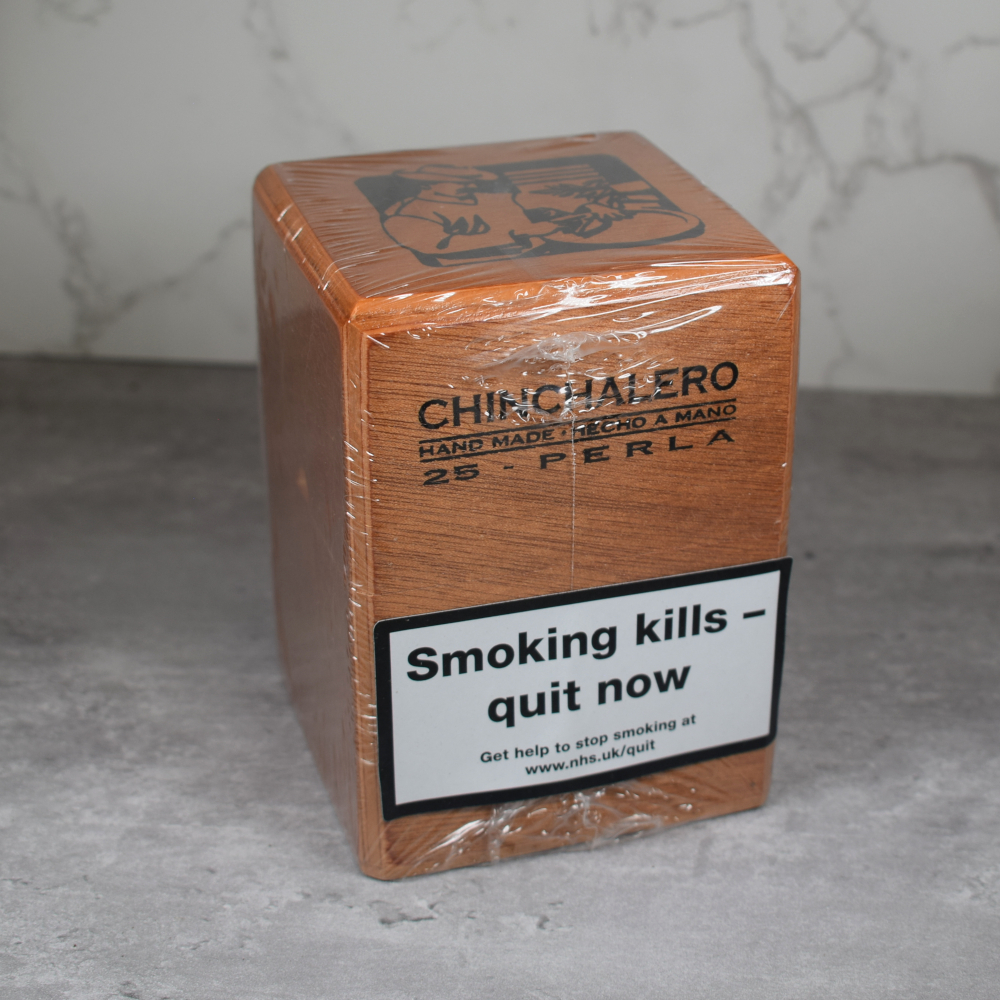 CHINCHALERO
HAND MADE · HECHO A MANO
25 - PERLA
Smoking kills –
quit now
Get help to stop smoking at
www.nhs.uk/quit